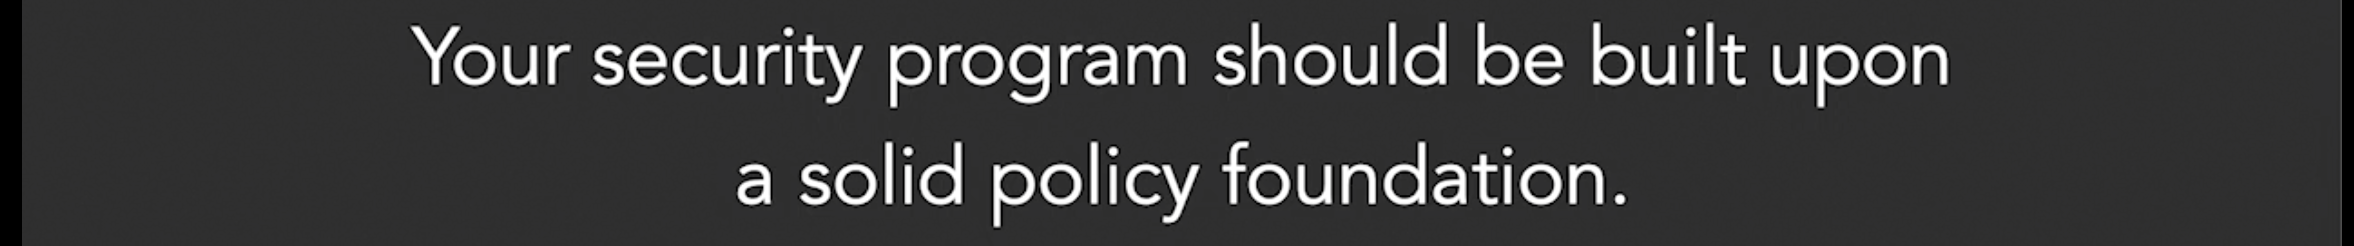 Your security program should be built upon
a solid policy foundation.